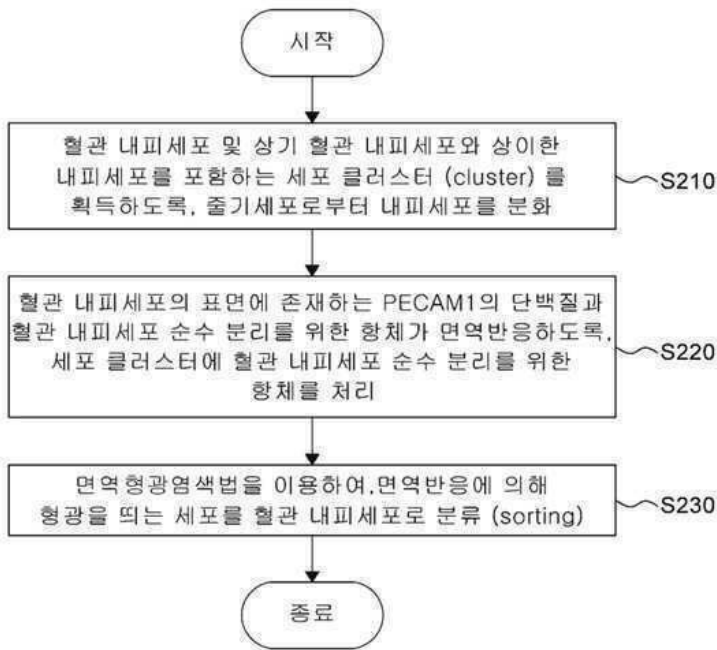 시작
혈관 내피세포 및 상기 혈관 내피세포와 상이한
내피세포를 포함하는 세포 클러스터 (cluster) 를
획득하도록, 줄기세포로부터 내피세포를 분화
S210
혈관 내피세포의 표면에 존재하는 PECAM1의 단백질과
혈관 내피세포 순수 분리를 위한 항체가 면역반응하도록,
세포 클러스터에 혈관 내피세포 순수 분리를 위한
항체를 처리
S220
면역형광염색법을 이용하여,면역반응에 의해
형광을 띄는 세포를 혈관 내피세포로 분류 (sorting)
S230
종료